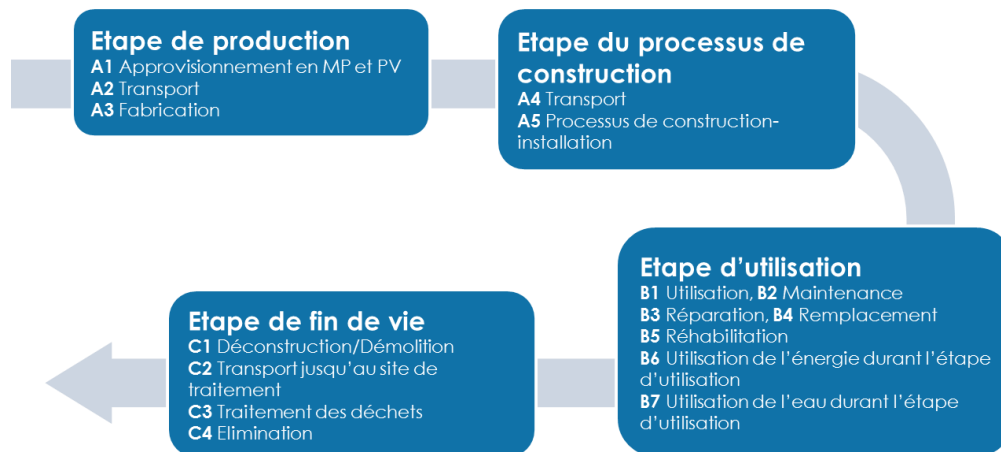 Etape de production
A1 Approvisionnement en MP et PV
A2 Transport
A3 Fabrication
Etape du processus de
construction
A4 Transport
A5 Processus de construction-
installation
Etape d'utilisation
B1 Utilisation, B2 Maintenance
B3 Réparation, B4 Remplacement
B5 Réhabilitation
B6 Utilisation de l'énergie durant l'étape
d'utilisation
B7 Utilisation de l'eau durant l'étape
d'utilisation
Etape de fin de vie
C1 Déconstruction/Démolition
C2 Transport jusqu'au site de
traitement
C3 Traitement des déchets
C4 Elimination